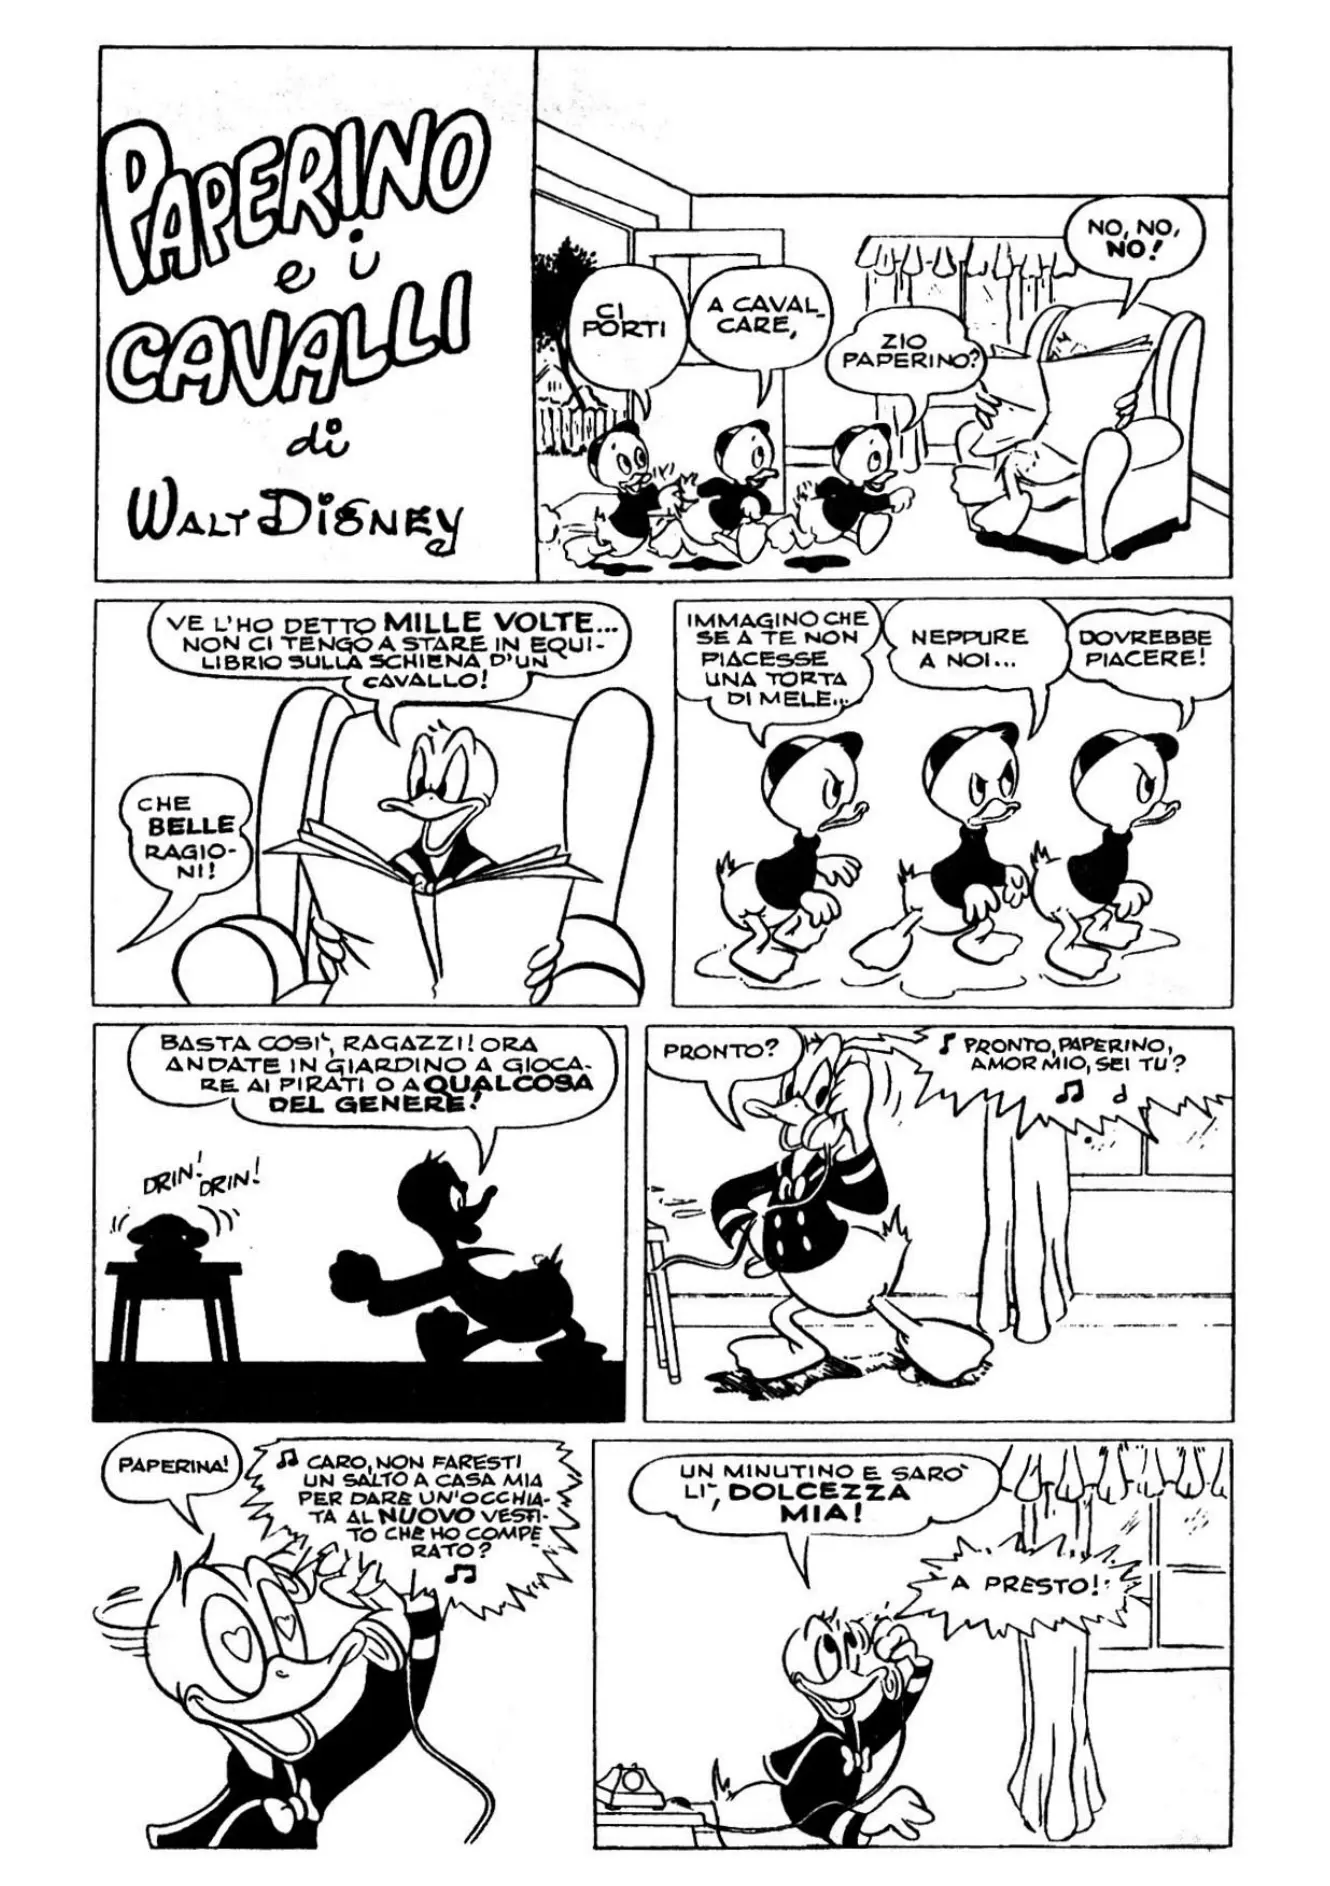 PAPERINO
e i
CAVALLI
di
WALT DISNEY
CI
PORTI
A CAVAL-
CARE,
ZIO
PAPERINO?
NO, NO,
NO!
VE L'HO DETTO MILLE VOLTE...
NON CI TENGO A STARE IN EQUI-
LIBRIO SULLA SCHIENA D'UN
CAVALLO!
CHE
BELLE
RAGIO-
NI!
IMMAGINO CHE
SE A TE NON
PIACESSE
UNA TORTA
DI MELE...
NEPPURE
A NOI...
DOVREBBE
PIACERE!
BASTA COSI', RAGAZZI! ORA
ANDATE IN GIARDINO A GIOCA-
RE AI PIRATI O A QUALCOSA
DEL GENERE!
DRIN!
DRIN!
PRONTO?
PRONTO, PAPERINO,
AMOR MIO, SEI TU?
PAPERINA!
CARO, NON FARESTI
UN SALTO A CASA MIA
PER DARE UN'OCCHIA-
TA AL NUOVO VESTI-
TO CHE HO COMPE
RATO?
UN MINUTINO E SARO'
LI', DOLCEZZA
MIA!
A PRESTO!